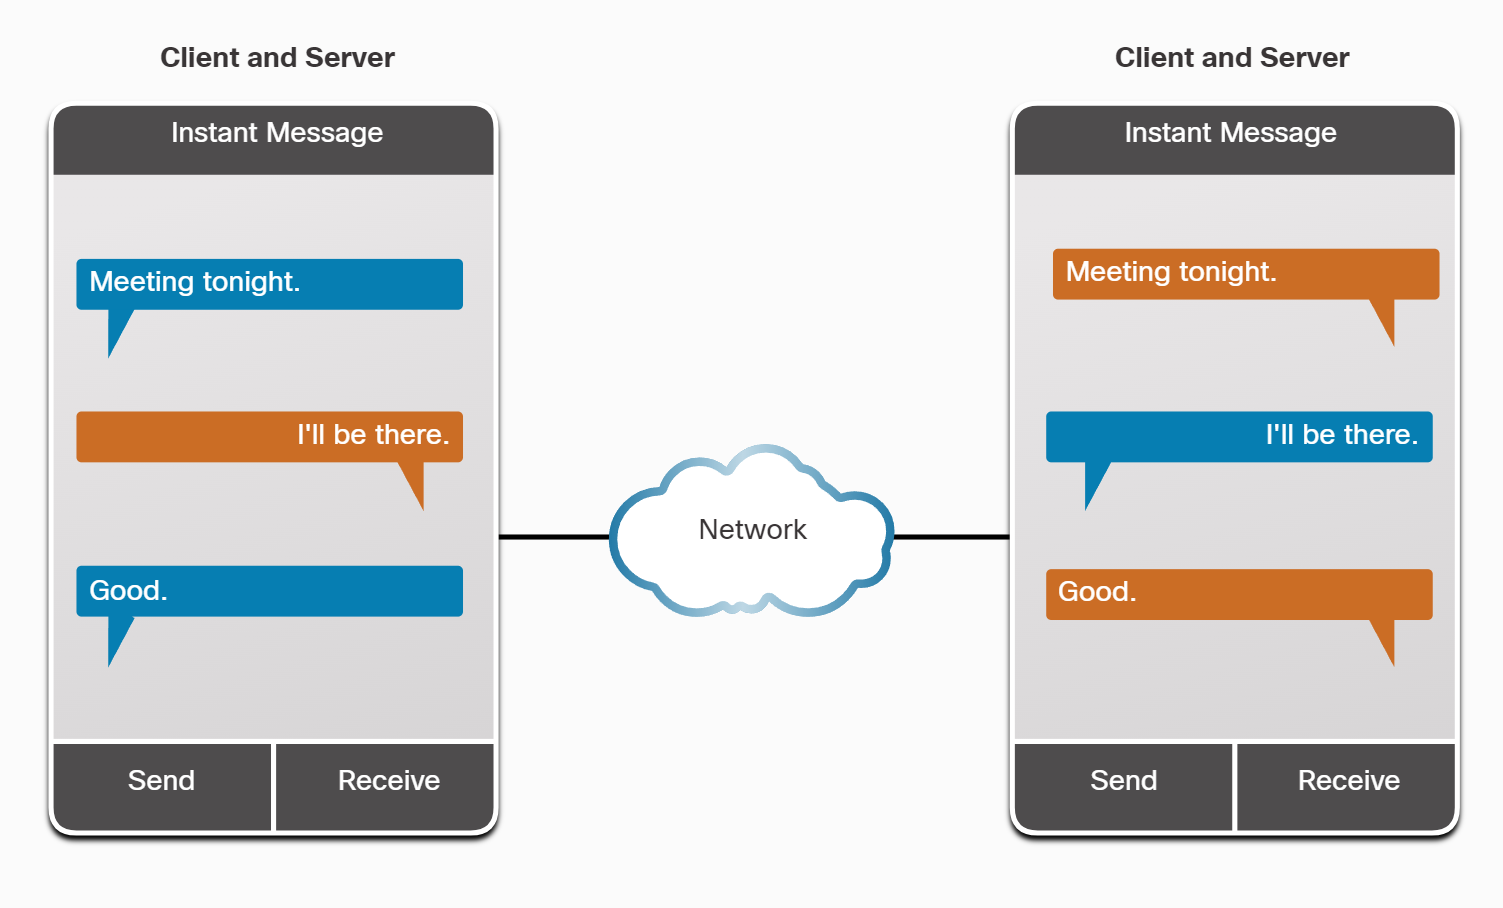 Client and Server
Instant Message
Meeting tonight.
I'll be there.
Good.
Send
Receive
Network
Client and Server
Instant Message
Meeting tonight.
I'll be there.
Good.
Send
Receive